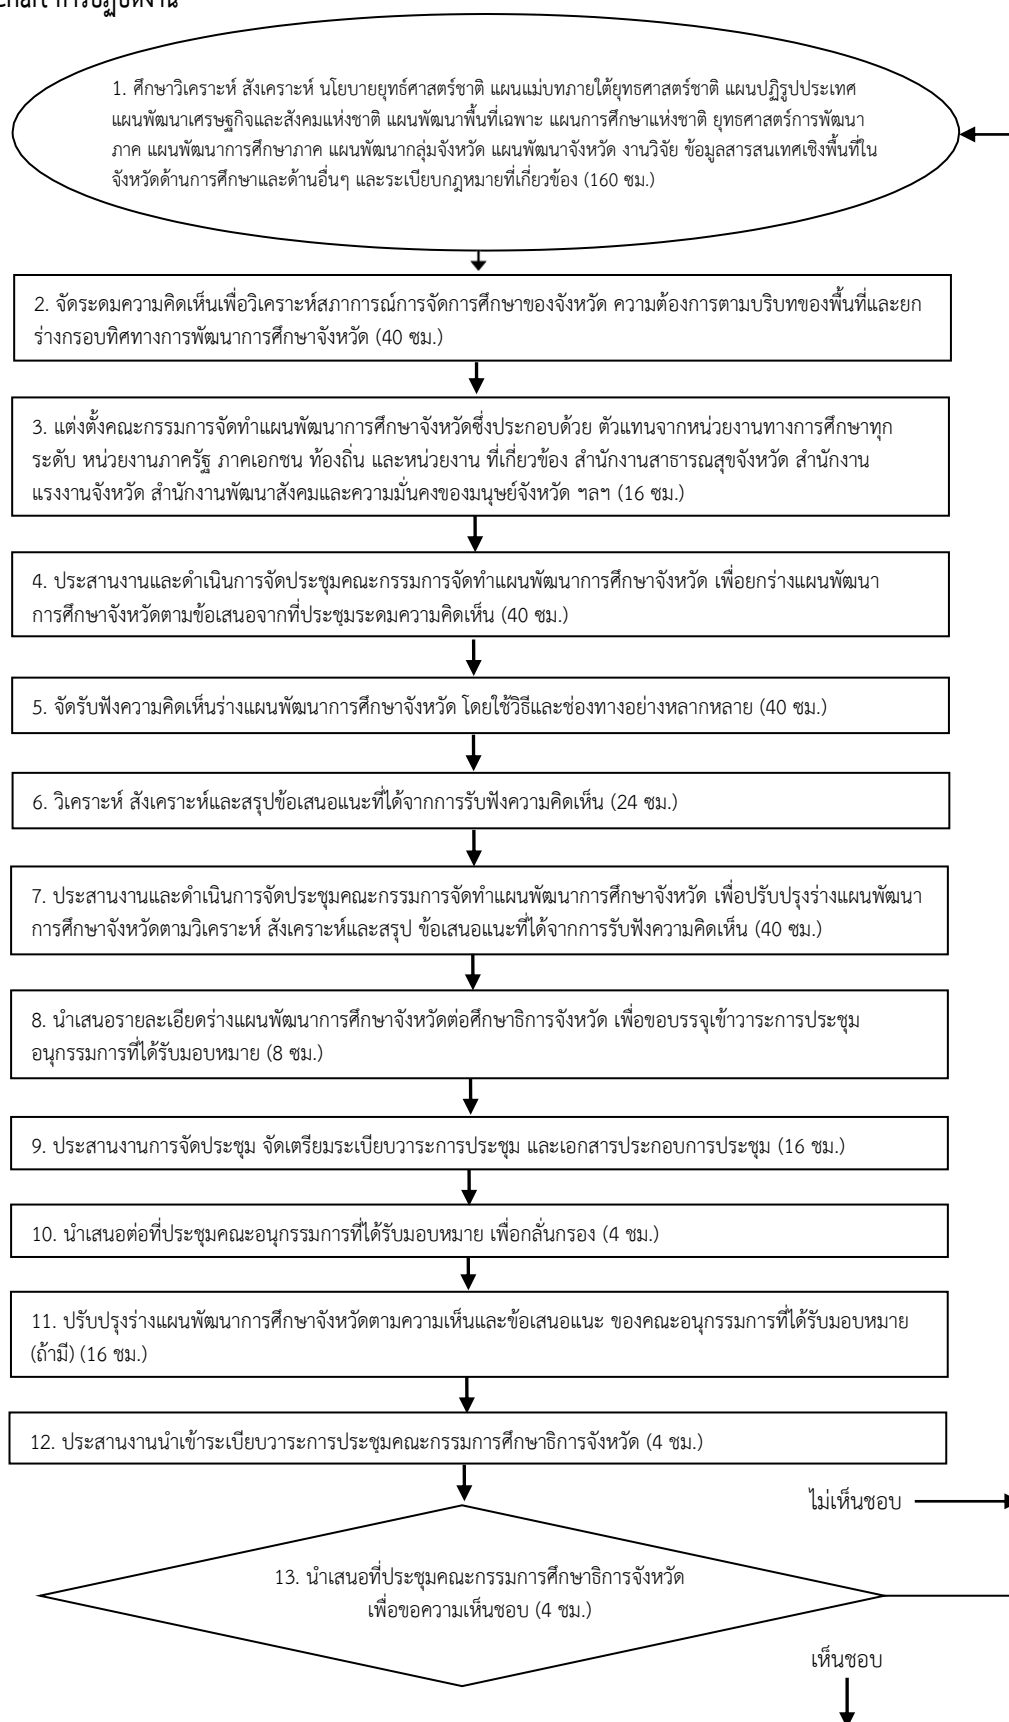 1. ศึกษาวิเคราะห์ สังเคราะห์ นโยบายยุทธ์ศาสตร์ชาติ แผนแม่บทภายใต้ยุทธศาสตร์ชาติ แผนปฏิรูปประเทศ
แผนพัฒนาเศรษฐกิจและสังคมแห่งชาติ แผนพัฒนาพื้นที่เฉพาะ แผนการศึกษาแห่งชาติ ยุทธศาสตร์การพัฒนา
ภาค แผนพัฒนาการศึกษาภาค แผนพัฒนากลุ่มจังหวัด แผนพัฒนาจังหวัด งานวิจัย ข้อมูลสารสนเทศเชิงพื้นที่ใน
จังหวัดด้านการศึกษาและด้านอื่นๆ และระเบียบกฎหมายที่เกี่ยวข้อง (160 ซม.)
2. จัดระดมความคิดเห็นเพื่อวิเคราะห์สภาการณ์การจัดการศึกษาของจังหวัด ความต้องการตามบริบทของพื้นที่และยก
ร่างกรอบทิศทางการพัฒนาการศึกษาจังหวัด (40 ซม.)
3. แต่งตั้งคณะกรรมการจัดทำแผนพัฒนาการศึกษาจังหวัดซึ่งประกอบด้วย ตัวแทนจากหน่วยงานทางการศึกษาทุก
ระดับ หน่วยงานภาครัฐ ภาคเอกชน ท้องถิ่น และหน่วยงาน ที่เกี่ยวข้อง สำนักงานสาธารณสุขจังหวัด สำนักงาน
แรงงานจังหวัด สำนักงานพัฒนาสังคมและความมั่นคงของมนุษย์จังหวัด ฯลฯ (16 ซม.)
4. ประสานงานและดำเนินการจัดประชุมคณะกรรมการจัดทำแผนพัฒนาการศึกษาจังหวัด เพื่อยกร่างแผนพัฒนา
การศึกษาจังหวัดตามข้อเสนอจากที่ประชุมระดมความคิดเห็น (40 ซม.)
5. จัดรับฟังความคิดเห็นร่างแผนพัฒนาการศึกษาจังหวัด โดยใช้วิธีและช่องทางอย่างหลากหลาย (40 ซม.)
6. วิเคราะห์ สังเคราะห์และสรุปข้อเสนอแนะที่ได้จากการรับฟังความคิดเห็น (24 ซม.)
7. ประสานงานและดำเนินการจัดประชุมคณะกรรมการจัดทำแผนพัฒนาการศึกษาจังหวัด เพื่อปรับปรุงร่างแผนพัฒนา
การศึกษาจังหวัดตามวิเคราะห์ สังเคราะห์และสรุป ข้อเสนอแนะที่ได้จากการรับฟังความคิดเห็น (40 ซม.)
8. นำเสนอรายละเอียดร่างแผนพัฒนาการศึกษาจังหวัดต่อศึกษาธิการจังหวัด เพื่อขอบรรจุเข้าวาระการประชุม
อนุกรรมการที่ได้รับมอบหมาย (8 ซม.)
9. ประสานงานการจัดประชุม จัดเตรียมระเบียบวาระการประชุม และเอกสารประกอบการประชุม (16 ชม.)
10. นำเสนอต่อที่ประชุมคณะอนุกรรมการที่ได้รับมอบหมาย เพื่อกลั่นกรอง (4 ชม.)
11. ปรับปรุงร่างแผนพัฒนาการศึกษาจังหวัดตามความเห็นและข้อเสนอแนะ ของคณะอนุกรรมการที่ได้รับมอบหมาย
(ถ้ามี) (16 ชม.)
12. ประสานงานนำเข้าระเบียบวาระการประชุมคณะกรรมการศึกษาธิการจังหวัด (4 ชม.)
ไม่เห็นชอบ
13. นำเสนอที่ประชุมคณะกรรมการศึกษาธิการจังหวัด
เพื่อขอความเห็นชอบ (4 ชม.)
เห็นชอบ